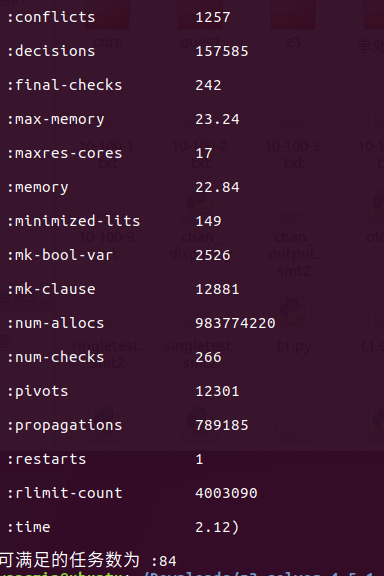 :conflicts 1257
:decisions 157585
:final-checks 242
:max-memory 23.24
:maxres-cores 17
:memory 22.84
:minimized-lits 149
:mk-bool-var 2526
:mk-clause 12881
:num-allocs 983774220
:num-checks 266
:pivots 12301
:propagations 789185
:restarts 1
:rlimit-count 4003090
:time 2.12)
可满足的任务数为 :84